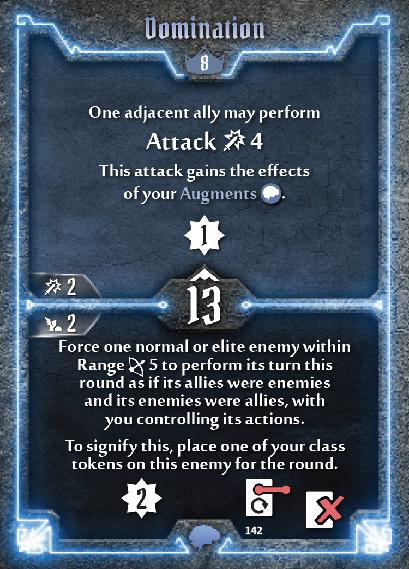 Domination
8
One adjacent ally may perform
Attack 4
This attack gains the effects
of your Augments .
1
2
13
2
Force one normal or elite enemy within
Range 5 to perform its turn this
round as if its allies were enemies
and its enemies were allies, with
you controlling its actions.
To signify this, place one of your class
tokens on this enemy for the round.
2
142